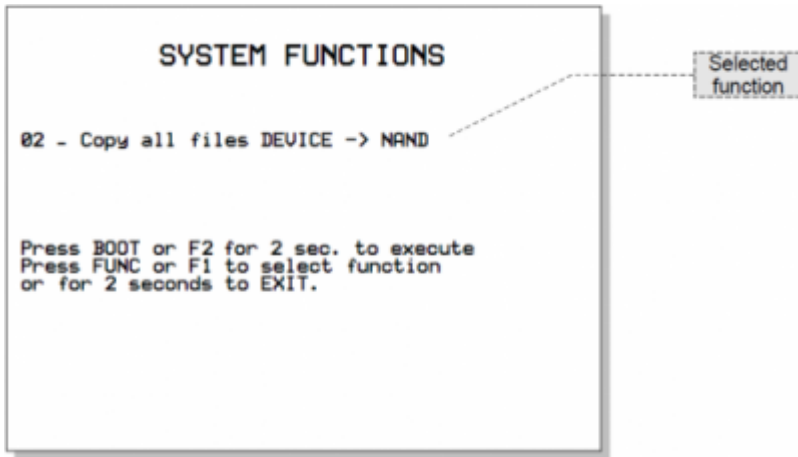 SYSTEM FUNCTIONS
Selected
function
02 - Copy all files DEVICE -> NAND
Press BOOT or F2 for 2 sec. to execute
Press FUNC or F1 to select function
or for 2 seconds to EXIT.